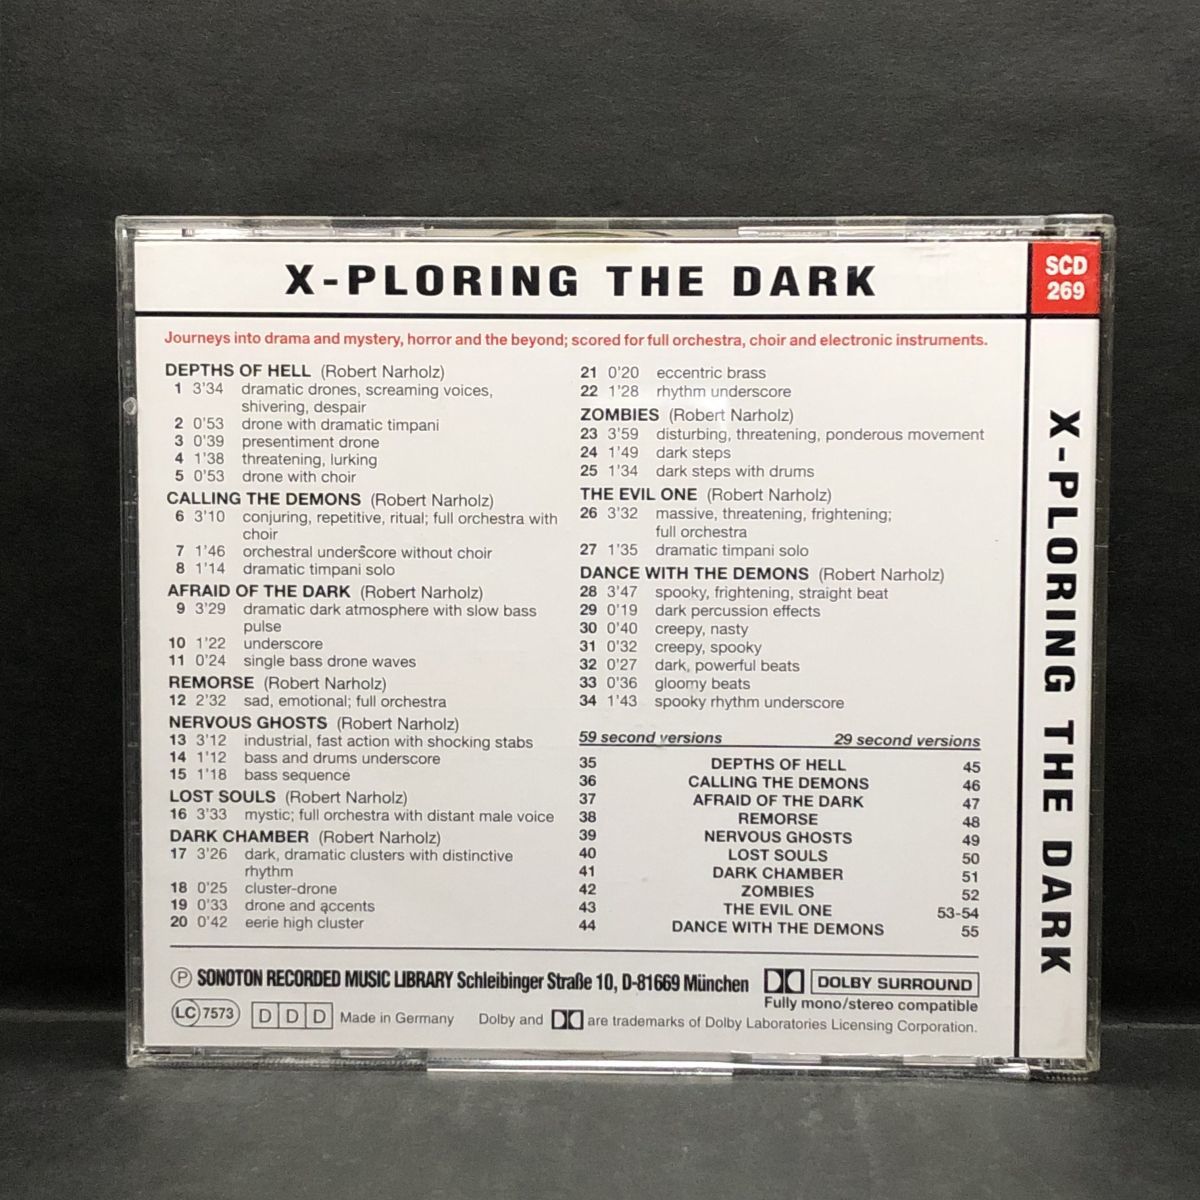 X-PLORING THE DARK
SCD
269
Journeys into drama and mystery, horror and the beyond; scored for full orchestra, choir and electronic instruments.
DEPTHS OF HELL (Robert Narholz)
1 3'34 dramatic drones, screaming voices,
shivering, despair
2 0'53 drone with dramatic timpani
3 0'39 presentiment drone
4 1'38 threatening, lurking
5 0'53 drone with choir
CALLING THE DEMONS (Robert Narholz)
6 3'10 conjuring, repetitive, ritual; full orchestra with
choir
7 1'46 orchestral underscore without choir
8 1'14 dramatic timpani solo
AFRAID OF THE DARK (Robert Narholz)
9 3'29 dramatic dark atmosphere with slow bass
pulse
10 1'22 underscore
11 0'24 single bass drone waves
REMORSE (Robert Narholz)
12 2'32 sad, emotional; full orchestra
NERVOUS GHOSTS (Robert Narholz)
13 3'12 industrial, fast action with shocking stabs
14 1'12 bass and drums underscore
15 1'18 bass sequence
LOST SOULS (Robert Narholz)
16 3'33 mystic; full orchestra with distant male voice
DARK CHAMBER (Robert Narholz)
17 3'26 dark, dramatic clusters with distinctive
rhythm
18 0'25 cluster-drone
19 0'33 drone and accents
20 0'42 eerie high cluster
21 0'20 eccentric brass
22 1'28 rhythm underscore
ZOMBIES (Robert Narholz)
23 3'59 disturbing, threatening, ponderous movement
24 1'49 dark steps
25 1'34 dark steps with drums
THE EVIL ONE (Robert Narholz)
26 3'32 massive, threatening, frightening;
full orchestra
27 1'35 dramatic timpani solo
DANCE WITH THE DEMONS (Robert Narholz)
28 3'47 spooky, frightening, straight beat
29 0'19 dark percussion effects
30 0'40 creepy, nasty
31 0'32 creepy, spooky
32 0'27 dark, powerful beats
33 0'36 gloomy beats
34 1'43 spooky rhythm underscore
59 second versions 29 second versions
35 DEPTHS OF HELL 45
36 CALLING THE DEMONS 46
37 AFRAID OF THE DARK 47
38 REMORSE 48
39 NERVOUS GHOSTS 49
40 LOST SOULS 50
41 DARK CHAMBER 51
42 ZOMBIES 52
43 THE EVIL ONE 53-54
44 DANCE WITH THE DEMONS 55
Ⓟ SONOTON RECORDED MUSIC LIBRARY Schleibinger Straße 10, D-81669 München
DOLBY SURROUND
Fully mono/stereo compatible
LC 7573 D D D Made in Germany Dolby and are trademarks of Dolby Laboratories Licensing Corporation.
X-PLORING THE DARK